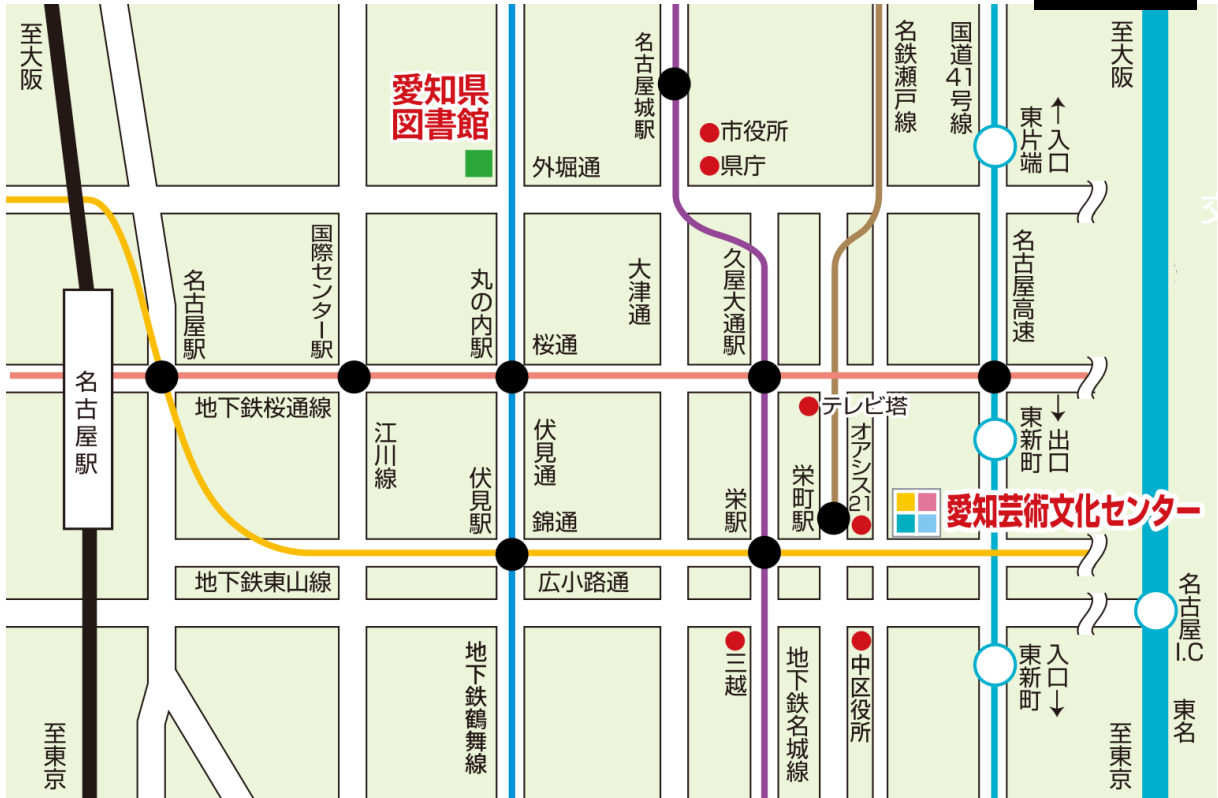 至大阪
愛知県
図書館
名古屋城駅
市役所
県庁
名鉄瀬戸線
国道41号線
↑入口
東片端
至大阪
外堀通
国際センター駅
名古屋駅
丸の内駅
大津通
久屋大通駅
名古屋高速
桜通
名古屋駅
地下鉄桜通線
江川線
伏見駅
伏見通
錦通
栄駅
テレビ塔
栄町駅
オアシス21
↓出口
東新町
愛知芸術文化センター
地下鉄東山線
広小路通
名古屋I.C
至東京
地下鉄鶴舞線
三越
地下鉄名城線
中区役所
入口↓
東新町
至東京
東名